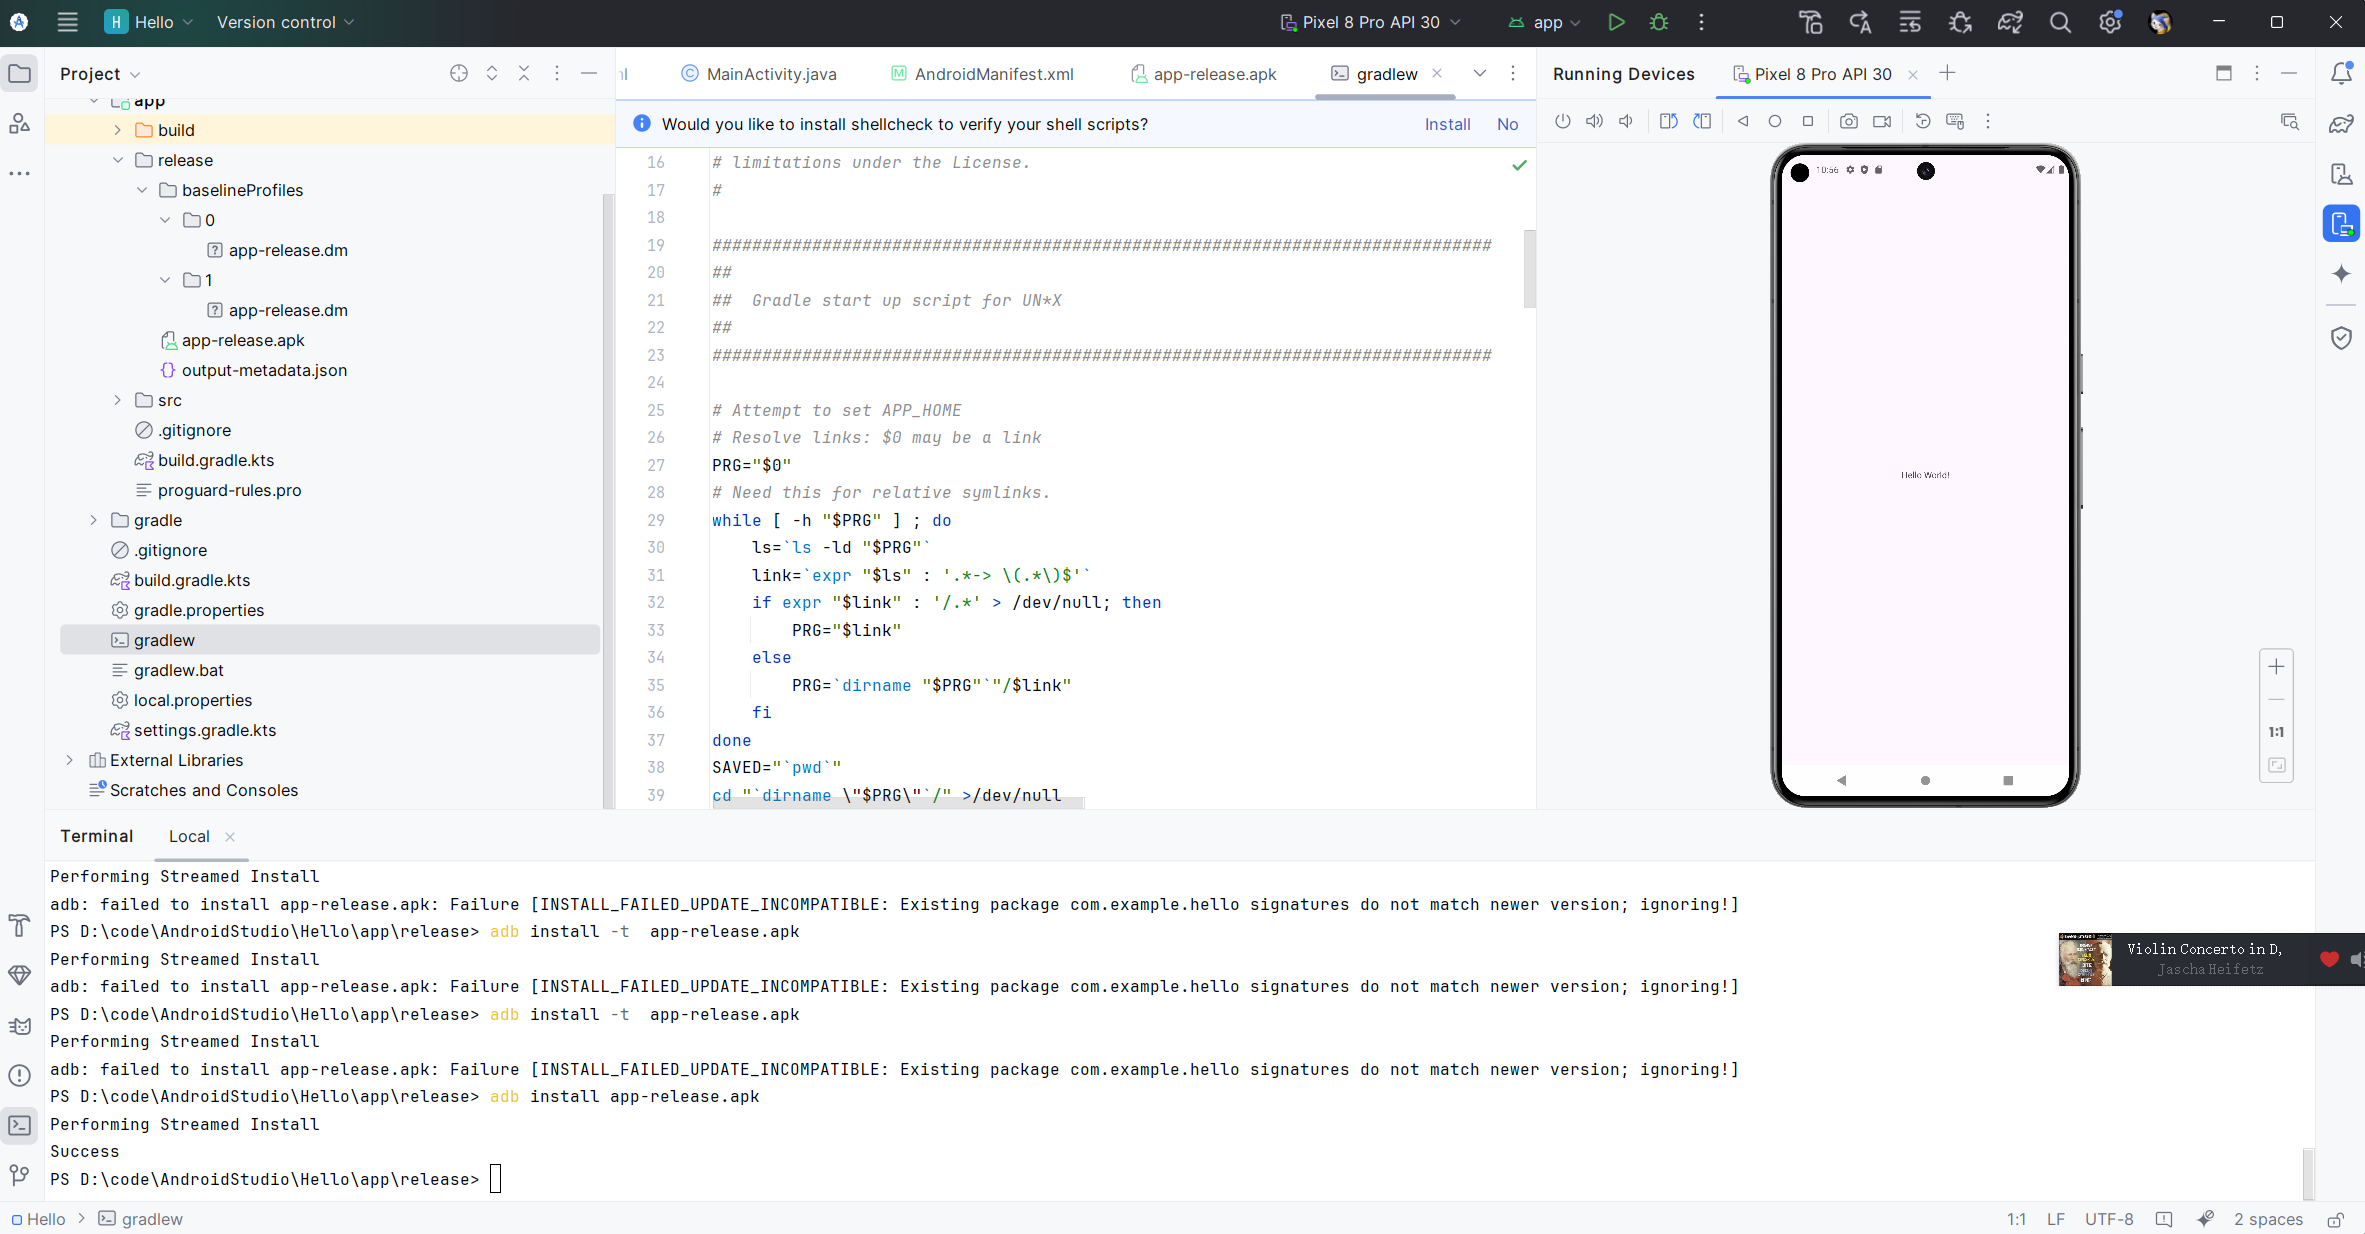 H Hello Version control Pixel 8 Pro API 30 app
Project
MainActivity.java AndroidManifest.xml app-release.apk gradlew
Running Devices Pixel 8 Pro API 30
Would you like to install shellcheck to verify your shell scripts? Install No
app
build
release
baselineProfiles
0
app-release.dm
1
app-release.dm
app-release.apk
output-metadata.json
src
.gitignore
build.gradle.kts
proguard-rules.pro
gradle
.gitignore
build.gradle.kts
gradle.properties
gradlew
gradlew.bat
local.properties
settings.gradle.kts
External Libraries
Scratches and Consoles
16 # limitations under the License.
17 #
18
19 ##############################################################################
20 ##
21 ##  Gradle start up script for UN*X
22 ##
23 ##############################################################################
24
25 # Attempt to set APP_HOME
26 # Resolve links: $0 may be a link
27 PRG="$0"
28 # Need this for relative symlinks.
29 while [ -h "$PRG" ] ; do
30     ls=`ls -ld "$PRG"`
31     link=`expr "$ls" : '.*-> \(.*\)$'`
32     if expr "$link" : '/.*' > /dev/null; then
33         PRG="$link"
34     else
35         PRG=`dirname "$PRG"`"/$link"
36     fi
37 done
38 SAVED="`pwd`"
39 cd "`dirname \"$PRG\"`/" >/dev/null
10:56
Hello World!
1:1
Terminal Local
Performing Streamed Install
adb: failed to install app-release.apk: Failure [INSTALL_FAILED_UPDATE_INCOMPATIBLE: Existing package com.example.hello signatures do not match newer version; ignoring!]
PS D:\code\AndroidStudio\Hello\app\release> adb install -t  app-release.apk
Performing Streamed Install
adb: failed to install app-release.apk: Failure [INSTALL_FAILED_UPDATE_INCOMPATIBLE: Existing package com.example.hello signatures do not match newer version; ignoring!]
PS D:\code\AndroidStudio\Hello\app\release> adb install -t  app-release.apk
Performing Streamed Install
adb: failed to install app-release.apk: Failure [INSTALL_FAILED_UPDATE_INCOMPATIBLE: Existing package com.example.hello signatures do not match newer version; ignoring!]
PS D:\code\AndroidStudio\Hello\app\release> adb install app-release.apk
Performing Streamed Install
Success
PS D:\code\AndroidStudio\Hello\app\release>
Violin Concerto in D,
Jascha Heifetz
Hello gradlew 1:1 LF UTF-8 2 spaces